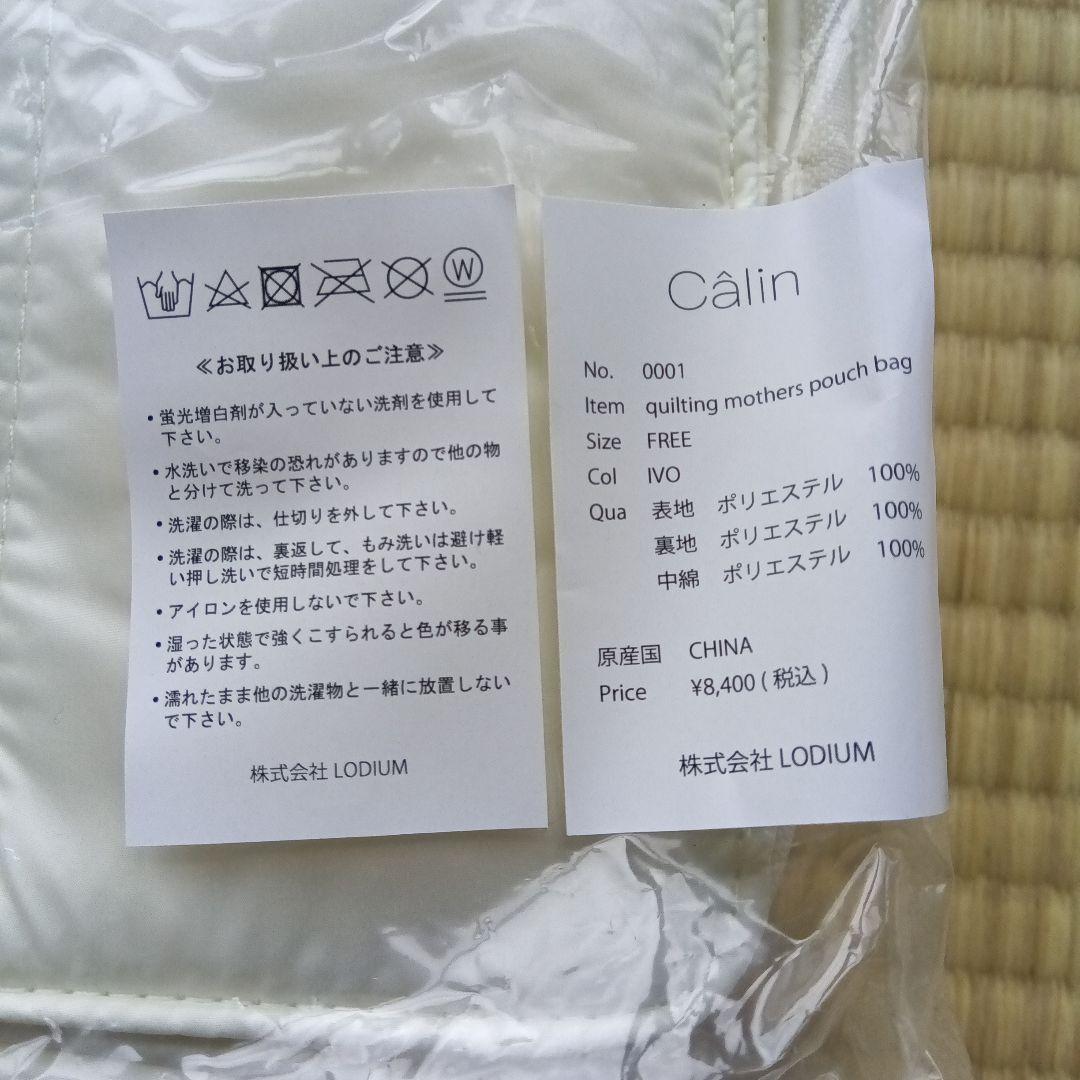 W
≪お取り扱い上のご注意≫
・蛍光増白剤が入っていない洗剤を使用して
下さい。
・水洗いで移染の恐れがありますので他の物
と分けて洗って下さい。
・洗濯の際は、仕切りを外して下さい。
・洗濯の際は、裏返して、もみ洗いは避け軽
い押し洗いで短時間処理をして下さい。
・アイロンを使用しないで下さい。
・湿った状態で強くこすられると色が移る事
があります。
・濡れたまま他の洗濯物と一緒に放置しない
で下さい。
株式会社 LODIUM
Câlin
No. 0001
Item quilting mothers pouch bag
Size FREE
Col IVO
Qua 表地 ポリエステル 100%
裏地 ポリエステル 100%
中綿 ポリエステル 100%
原産国 CHINA
Price ¥8,400 ( 税込 )
株式会社 LODIUM